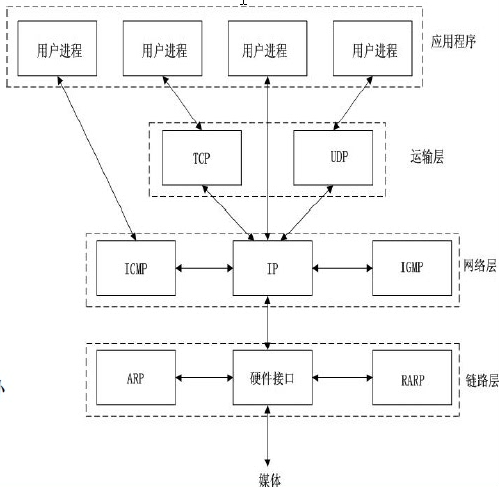 应用程序
用户进程 用户进程 用户进程 用户进程
TCP UDP 运输层
ICMP IP IGMP 网络层
ARP 硬件接口 RARP 链路层
媒体